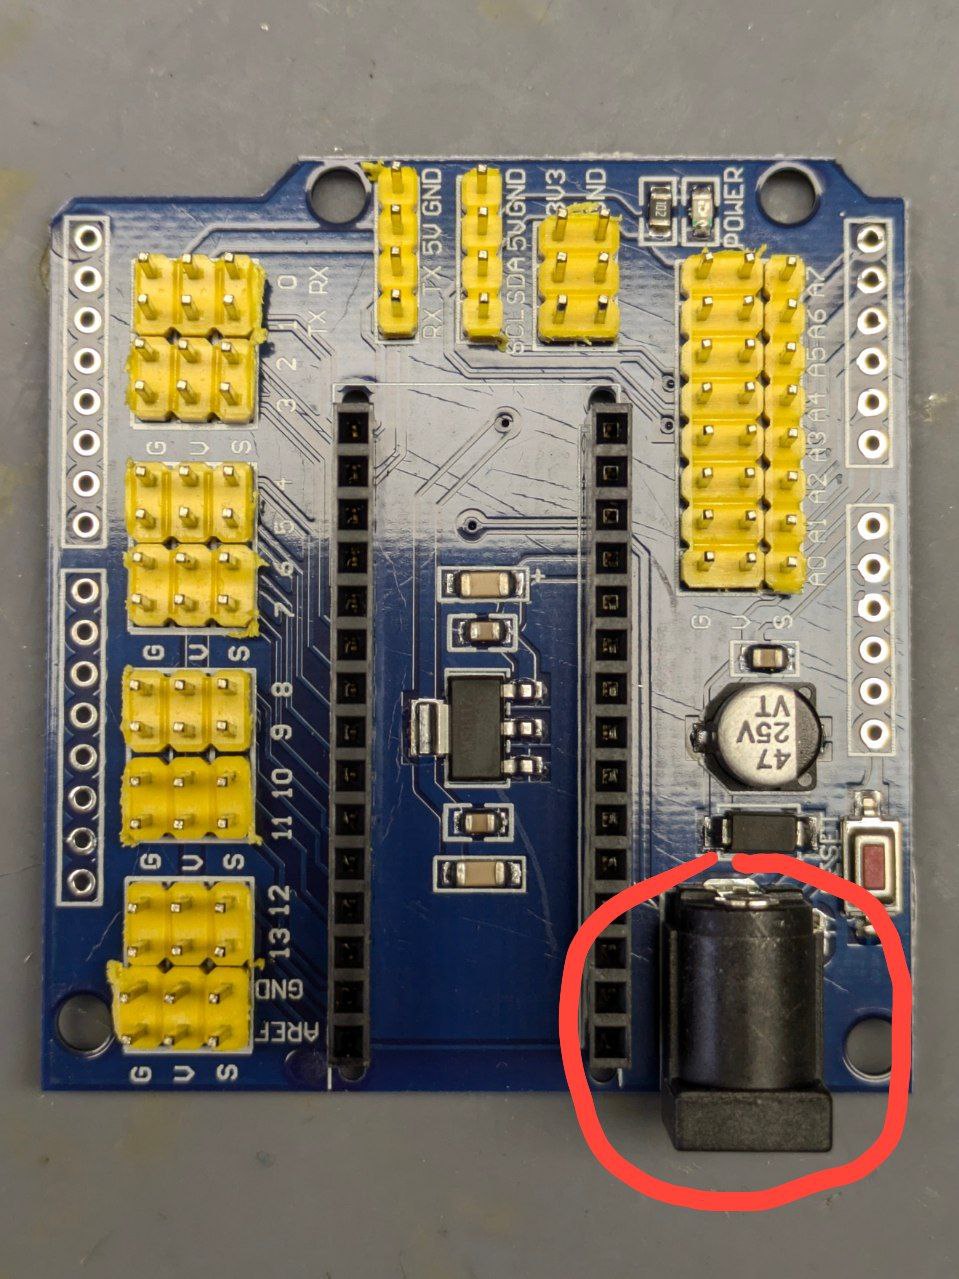 RX TX 5V GND
SCL SDA 5V GND
3V3
GND
102
POWER
0 RX
1 TX
2
3
G V S
4
5
6
7
G V S
8
9
10
11
G V S
12
13
GND
AREF
G V S
A7
A6
A5
A4
A3
A2
A1
A0
G V S
+
47
25V
VT